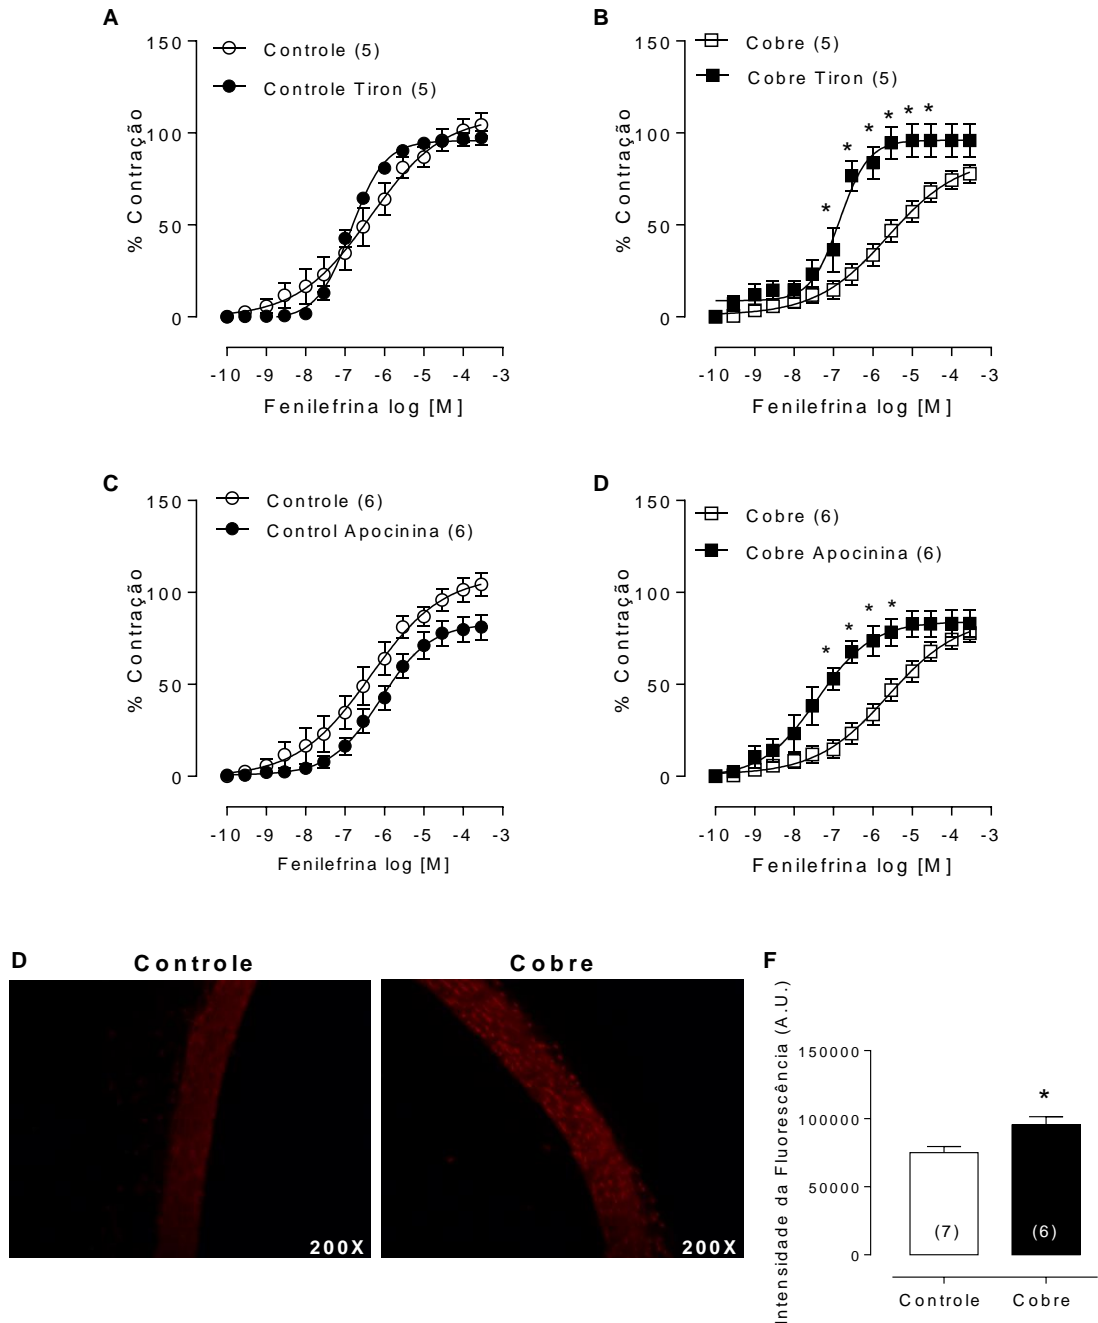 A
150
100
50
0
% Contração
Controle (5)
Controle Tiron (5)
-10 -9 -8 -7 -6 -5 -4 -3
Fenilefrina log [M]
B
150
100
50
0
% Contração
Cobre (5)
Cobre Tiron (5)
* * * * * *
-10 -9 -8 -7 -6 -5 -4 -3
Fenilefrina log [M]
C
150
100
50
0
% Contração
Controle (6)
Control Apocinina (6)
-10 -9 -8 -7 -6 -5 -4 -3
Fenilefrina log [M]
D
150
100
50
0
% Contração
Cobre (6)
Cobre Apocinina (6)
* * * *
-10 -9 -8 -7 -6 -5 -4 -3
Fenilefrina log [M]
D
Controle
200X
Cobre
200X
F
Intensidade da Fluorescência (A.U.)
150000
100000
50000
0
*
(7)
(6)
Controle
Cobre